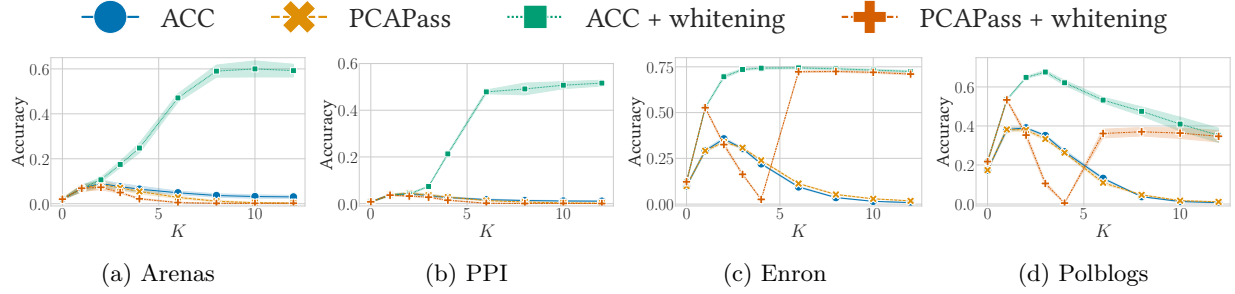 ACC PCAPass ACC + whitening PCAPass + whitening
Accuracy
0.6
0.4
0.2
0.0
0 5 10
K
(a) Arenas
Accuracy
0.6
0.4
0.2
0.0
0 5 10
K
(b) PPI
Accuracy
0.75
0.50
0.25
0.00
0 5 10
K
(c) Enron
Accuracy
0.8
0.6
0.4
0.2
0.0
0 5 10
K
(d) Polblogs